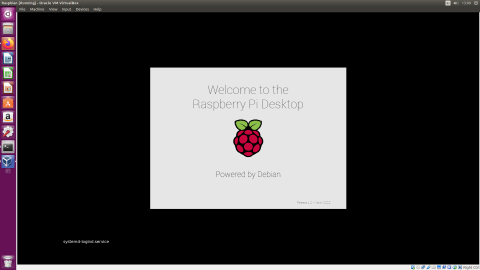 Raspbian [Running] - Oracle VM VirtualBox
File Machine View Input Devices Help
Welcome to the
Raspberry Pi Desktop
Powered by Debian
systemd-logind.service
Right Ctrl